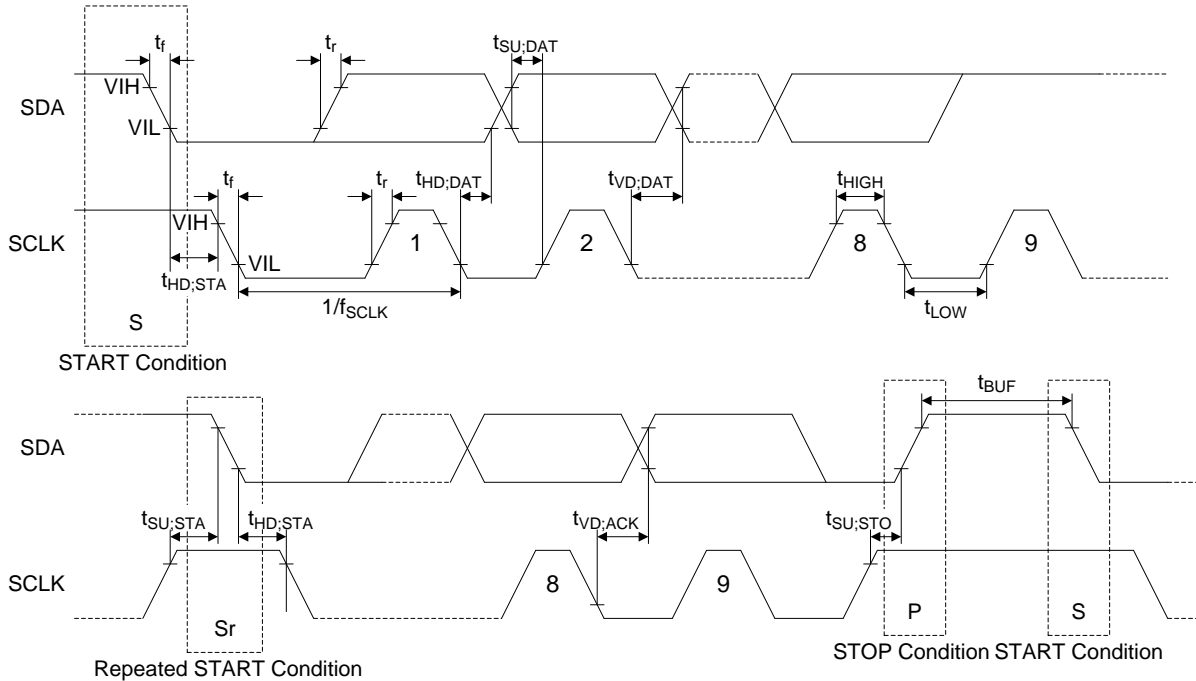 tf
tr
tSU;DAT
VIH
SDA
VIL
tf
tr
tHD;DAT
tVD;DAT
tHIGH
VIH
SCLK
1
2
8
9
VIL
tHD;STA
1/fSCLK
tLOW
S
START Condition
tBUF
SDA
tSU;STA
tHD;STA
tVD;ACK
tSU;STO
SCLK
8
9
Sr
P
S
Repeated START Condition
STOP Condition START Condition